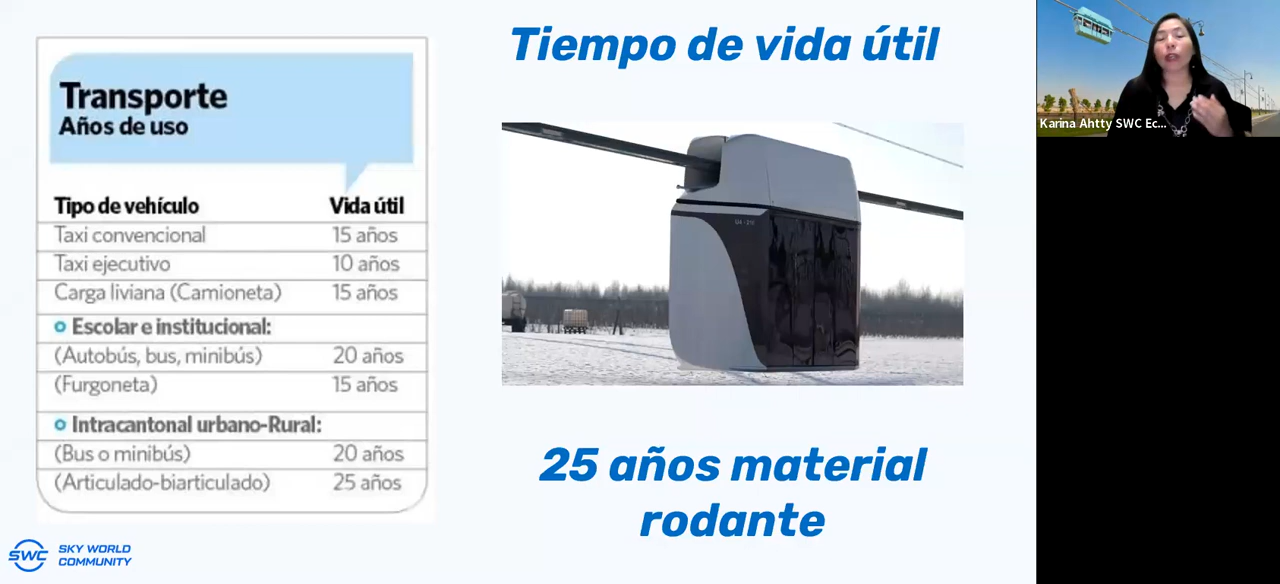 Transporte
Años de uso
Tipo de vehículo Vida útil
Taxi convencional 15 años
Taxi ejecutivo 10 años
Carga liviana (Camioneta) 15 años
Escolar e institucional:
(Autobús, bus, minibús) 20 años
(Furgoneta) 15 años
Intracantonal urbano-Rural:
(Bus o minibús) 20 años
(Articulado-biarticulado) 25 años
SWC SKY WORLD
COMMUNITY
Tiempo de vida útil
25 años material
rodante
Karina Ahtty SWC Ec...